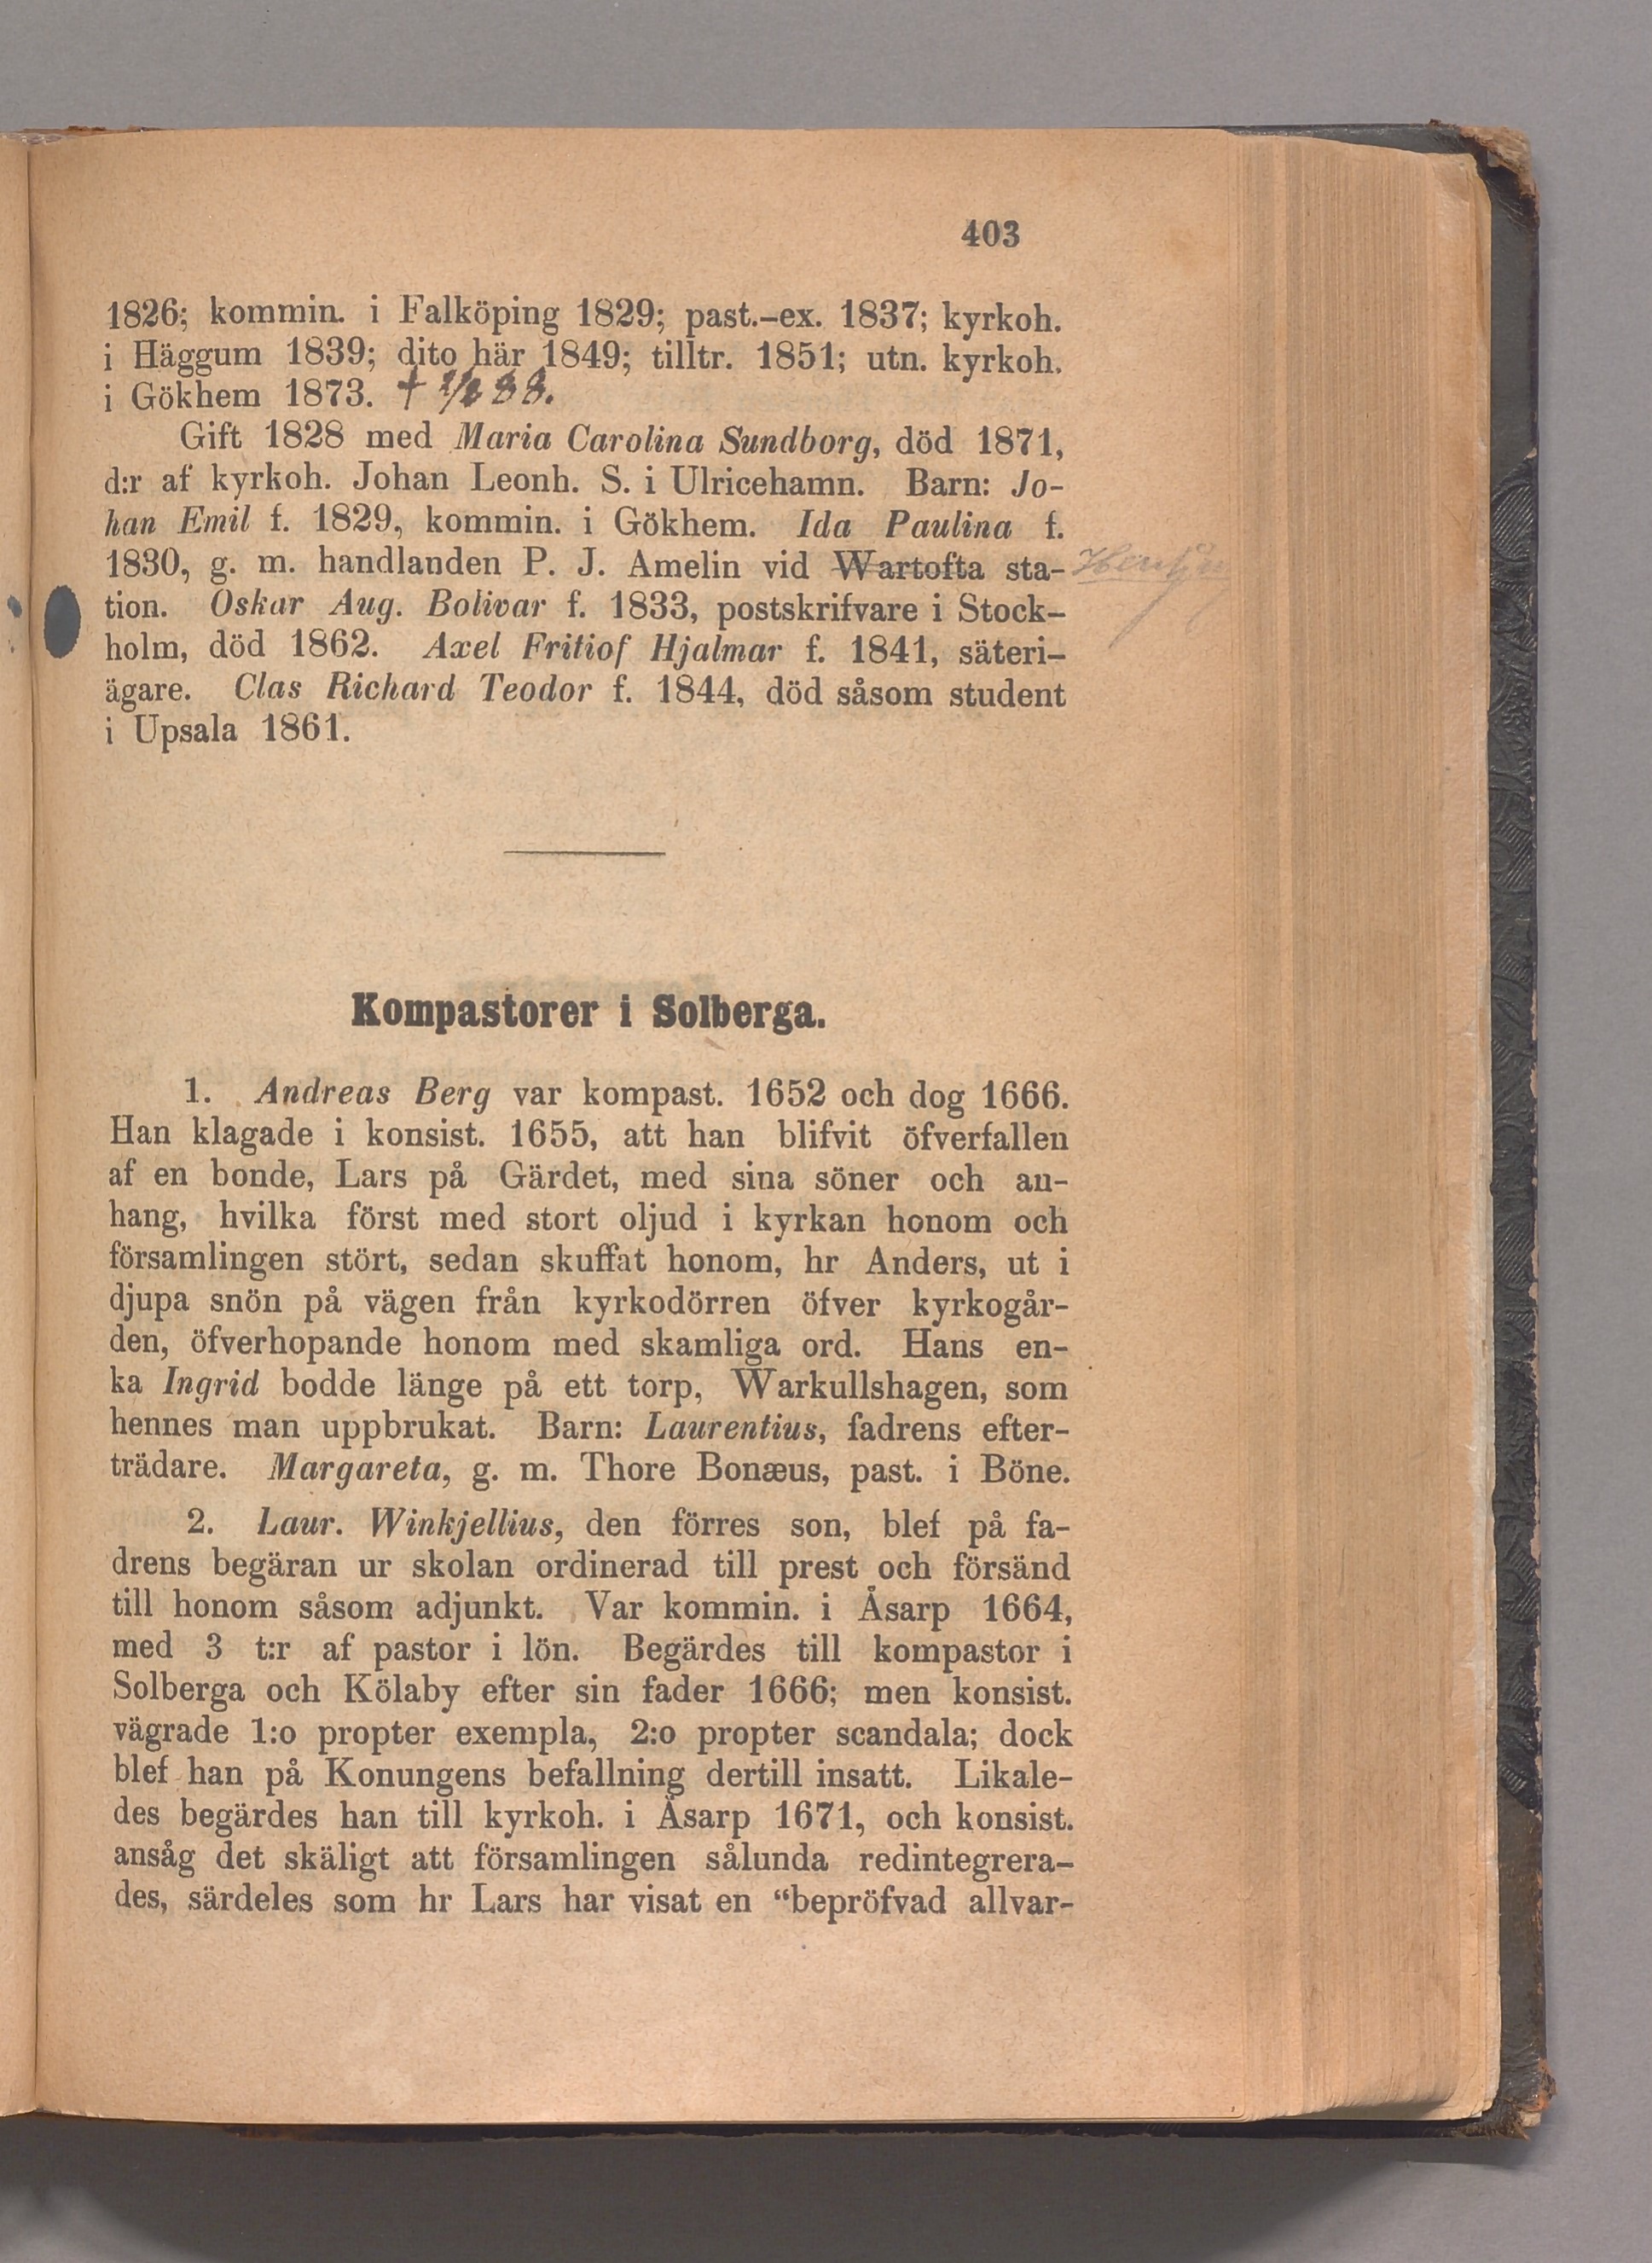 403
1826; kommin. i Falköping 1829; past.-ex. 1837; kyrkoh.
i Häggum 1839; dito här 1849; tilltr. 1851; utn. kyrkoh.
i Gökhem 1873. †
Gift 1828 med Maria Carolina Sundborg, död 1871,
d:r af kyrkoh. Johan Leonh. S. i Ulricehamn. Barn: Jo-
han Emil f. 1829, kommin. i Gökhem. Ida Paulina f.
1830, g. m. handlanden P. J. Amelin vid Wartofta sta-
tion. Oskar Aug. Bolivar f. 1833, postskrifvare i Stock-
holm, död 1862. Axel Fritiof Hjalmar f. 1841, säteri-
ägare. Clas Richard Teodor f. 1844, död såsom student
i Upsala 1861.
Kompastorer i Solberga.
1. Andreas Berg var kompast. 1652 och dog 1666.
Han klagade i konsist. 1655, att han blifvit öfverfallen
af en bonde, Lars på Gärdet, med sina söner och an-
hang, hvilka först med stort oljud i kyrkan honom och
församlingen stört, sedan skuffat honom, hr Anders, ut i
djupa snön på vägen från kyrkodörren öfver kyrkogår-
den, öfverhopande honom med skamliga ord. Hans en-
ka Ingrid bodde länge på ett torp, Warkullshagen, som
hennes man uppbrukat. Barn: Laurentius, fadrens efter-
trädare. Margareta, g. m. Thore Bonæus, past. i Böne.
2. Laur. Winkjellius, den förres son, blef på fa-
drens begäran ur skolan ordinerad till prest och försänd
till honom såsom adjunkt. Var kommin. i Åsarp 1664,
med 3 t:r af pastor i lön. Begärdes till kompastor i
Solberga och Kölaby efter sin fader 1666; men konsist.
vägrade 1:o propter exempla, 2:o propter scandala; dock
blef han på Konungens befallning dertill insatt. Likale-
des begärdes han till kyrkoh. i Åsarp 1671, och konsist.
ansåg det skäligt att församlingen sålunda redintegrera-
des, särdeles som hr Lars har visat en “bepröfvad allvar-